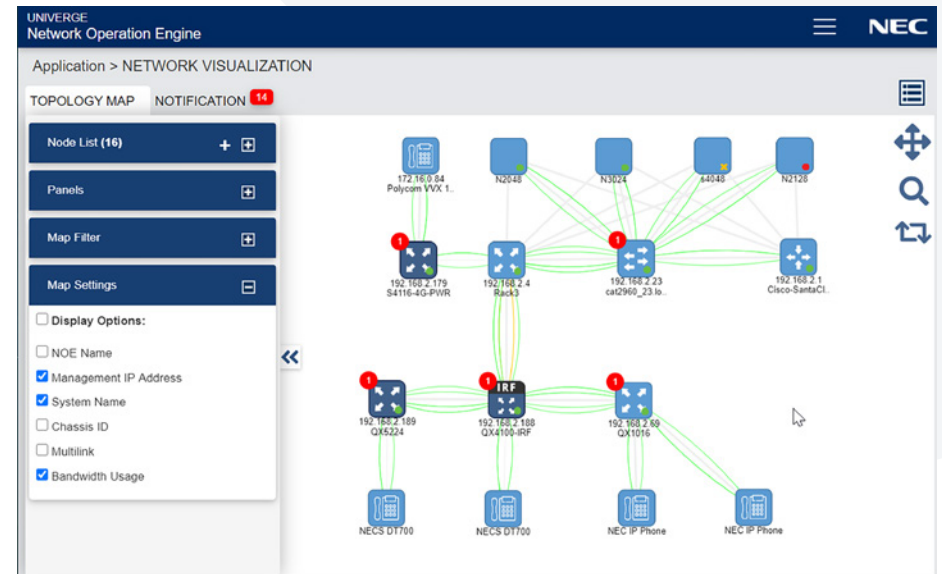 UNIVERGE
Network Operation Engine
NEC
Application > NETWORK VISUALIZATION
TOPOLOGY MAP
NOTIFICATION 14
Node List (16)
Panels
Map Filter
Map Settings
Display Options:
NOE Name
Management IP Address
System Name
Chassis ID
Multilink
Bandwidth Usage
172.16.0.84
Polycom VVX 1..
N2048
N3024
s4048
N2128
1
192.168.2.179
S4116-4G-PWR
192.168.2.4
Rack3
1
192.168.2.23
cat2960_23.lo..
192.168.2.1
Cisco-SantaCl..
1
192.168.2.189
QX5224
1
IRF
192.168.2.188
QX4100-IRF
1
192.168.2.69
QX1016
NECS DT700
NECS DT700
NEC IP Phone
NEC IP Phone